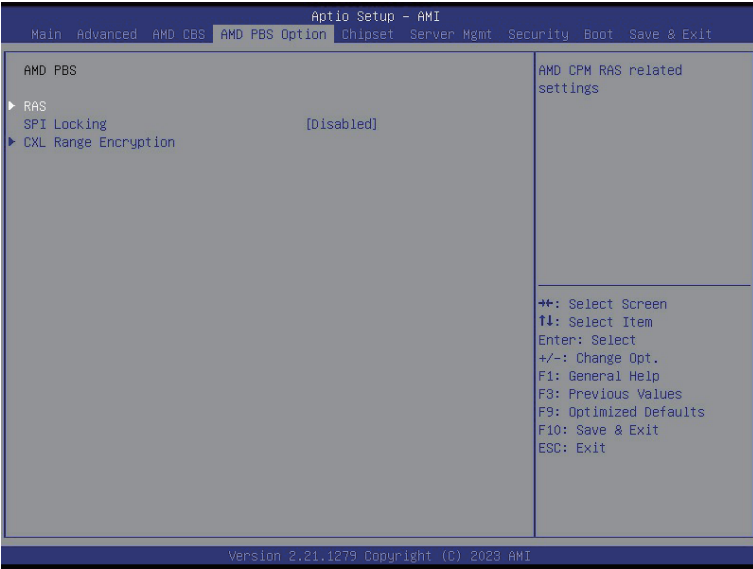 Aptio Setup – AMI
Main Advanced AMD CBS AMD PBS Option Chipset Server Mgmt Security Boot Save & Exit
AMD PBS
RAS
SPI Locking [Disabled]
CXL Range Encryption
AMD CPM RAS related
settings
→←: Select Screen
↑↓: Select Item
Enter: Select
+/-: Change Opt.
F1: General Help
F3: Previous Values
F9: Optimized Defaults
F10: Save & Exit
ESC: Exit
Version 2.21.1279 Copyright (C) 2023 AMI